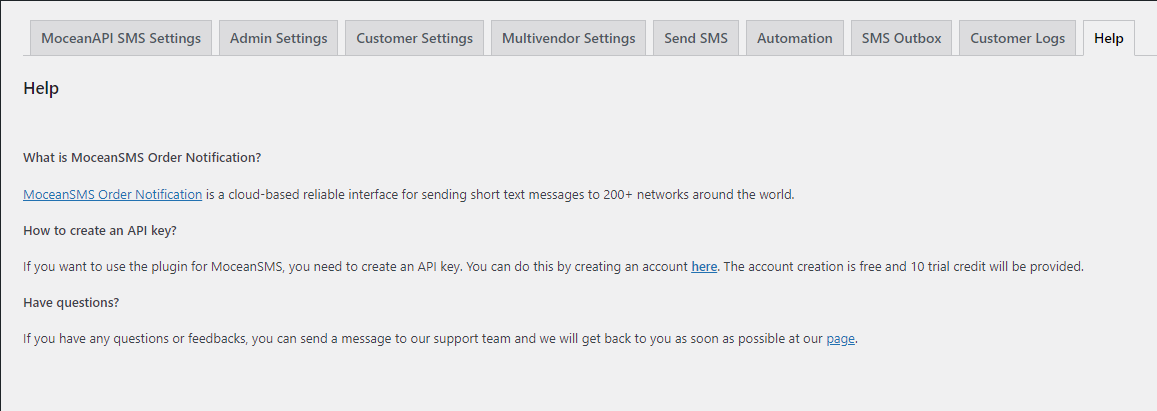 MoceanAPI SMS Settings Admin Settings Customer Settings Multivendor Settings Send SMS Automation SMS Outbox Customer Logs Help
Help
What is MoceanSMS Order Notification?
MoceanSMS Order Notification is a cloud-based reliable interface for sending short text messages to 200+ networks around the world.
How to create an API key?
If you want to use the plugin for MoceanSMS, you need to create an API key. You can do this by creating an account here. The account creation is free and 10 trial credit will be provided.
Have questions?
If you have any questions or feedbacks, you can send a message to our support team and we will get back to you as soon as possible at our page.